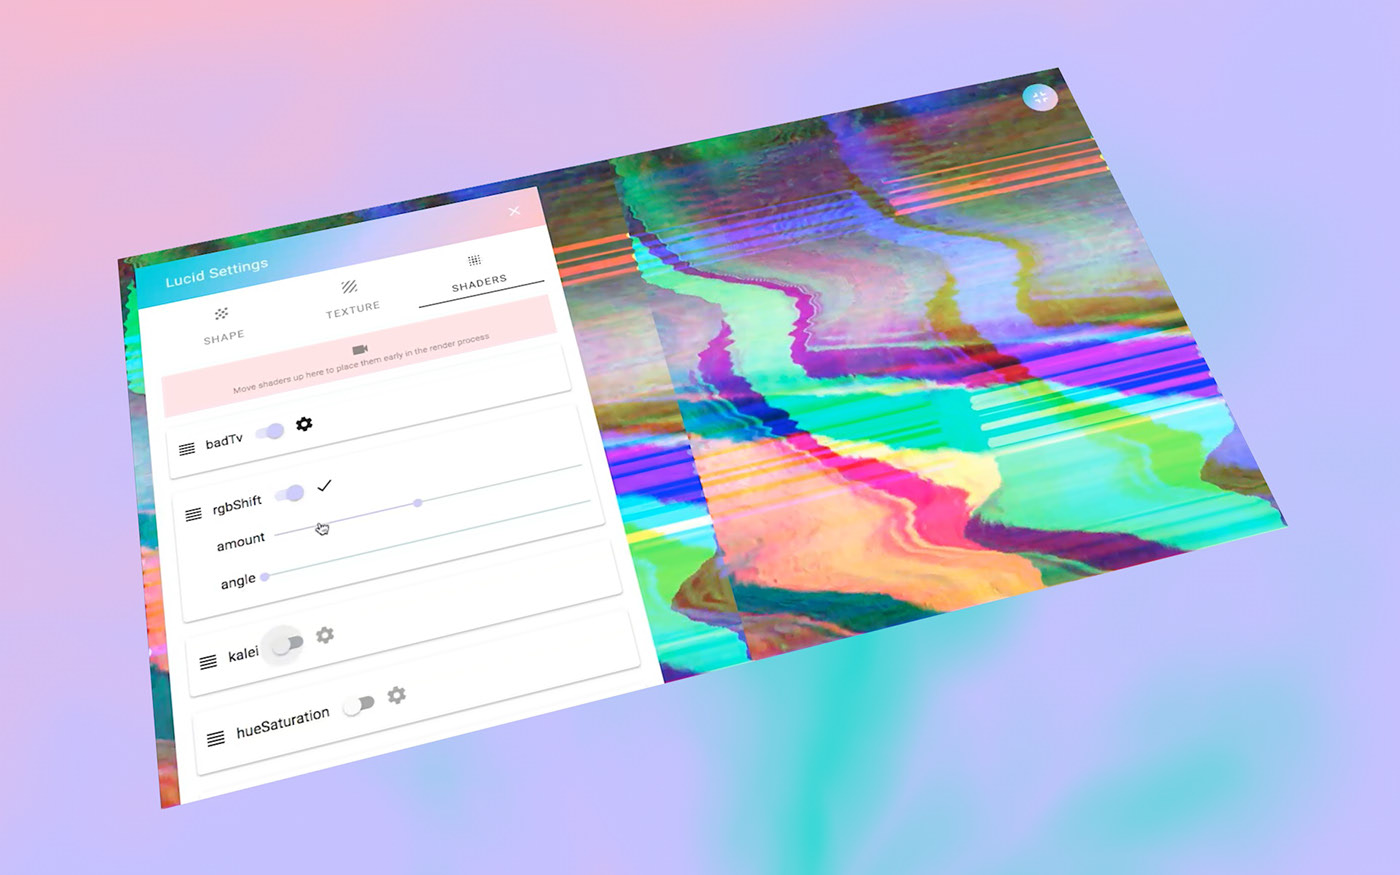 Lucid Settings
SHAPE
TEXTURE
SHADERS
Move shaders up here to place them early in the render process
badTv
rgbShift
amount
angle
kalei
hueSaturation